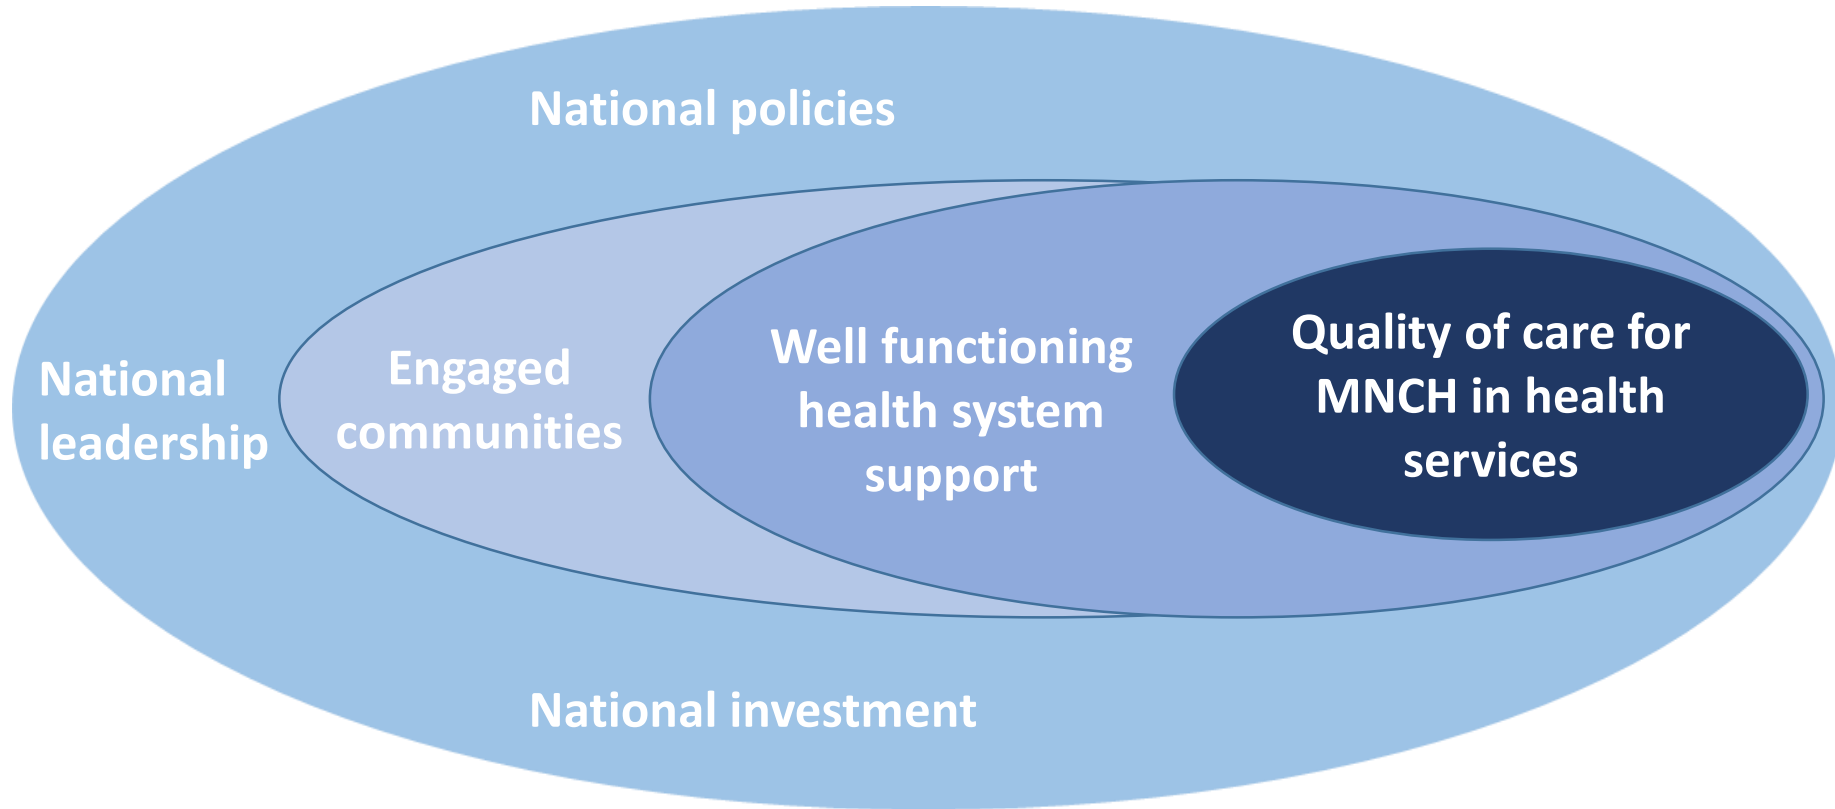 National policies
National
leadership
Engaged
communities
Well functioning
health system
support
Quality of care for
MNCH in health
services
National investment